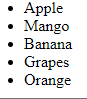 • Apple
• Mango
• Banana
• Grapes
• Orange